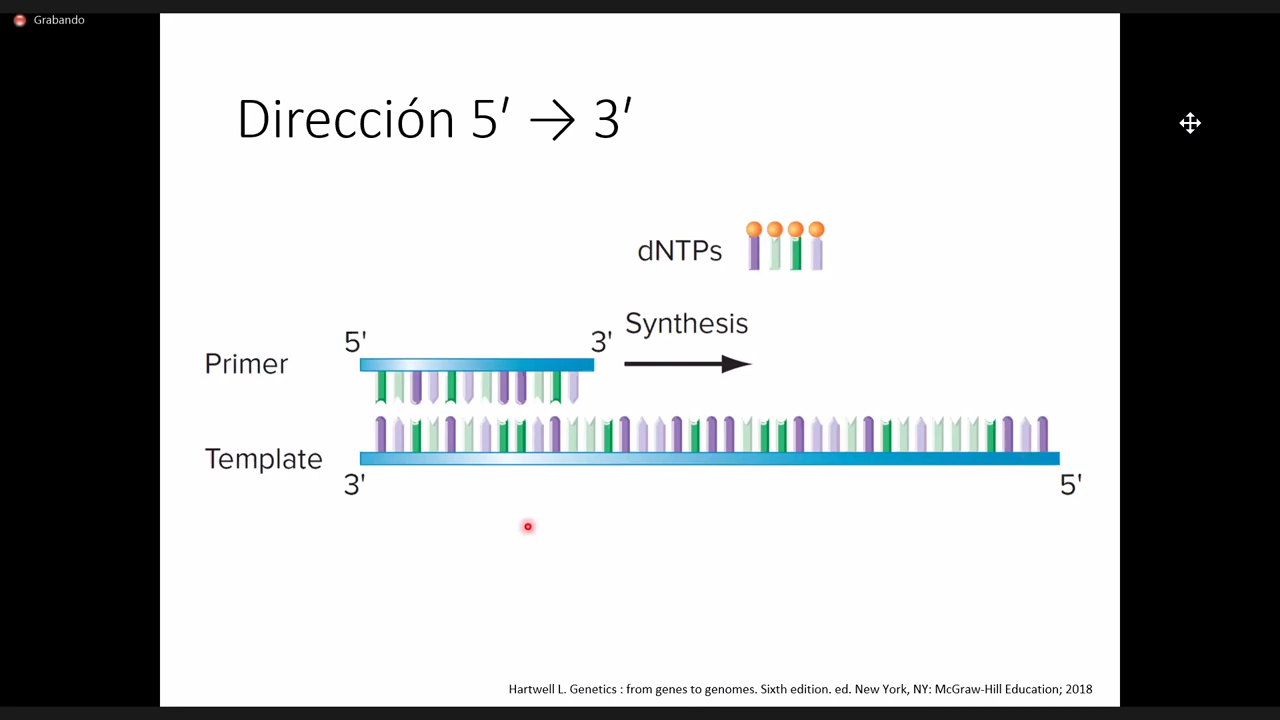 Grabando
Dirección 5′ → 3′
dNTPs
Synthesis
5'
3'
Primer
Template
3'
5'
Hartwell L. Genetics : from genes to genomes. Sixth edition. ed. New York, NY: McGraw-Hill Education; 2018